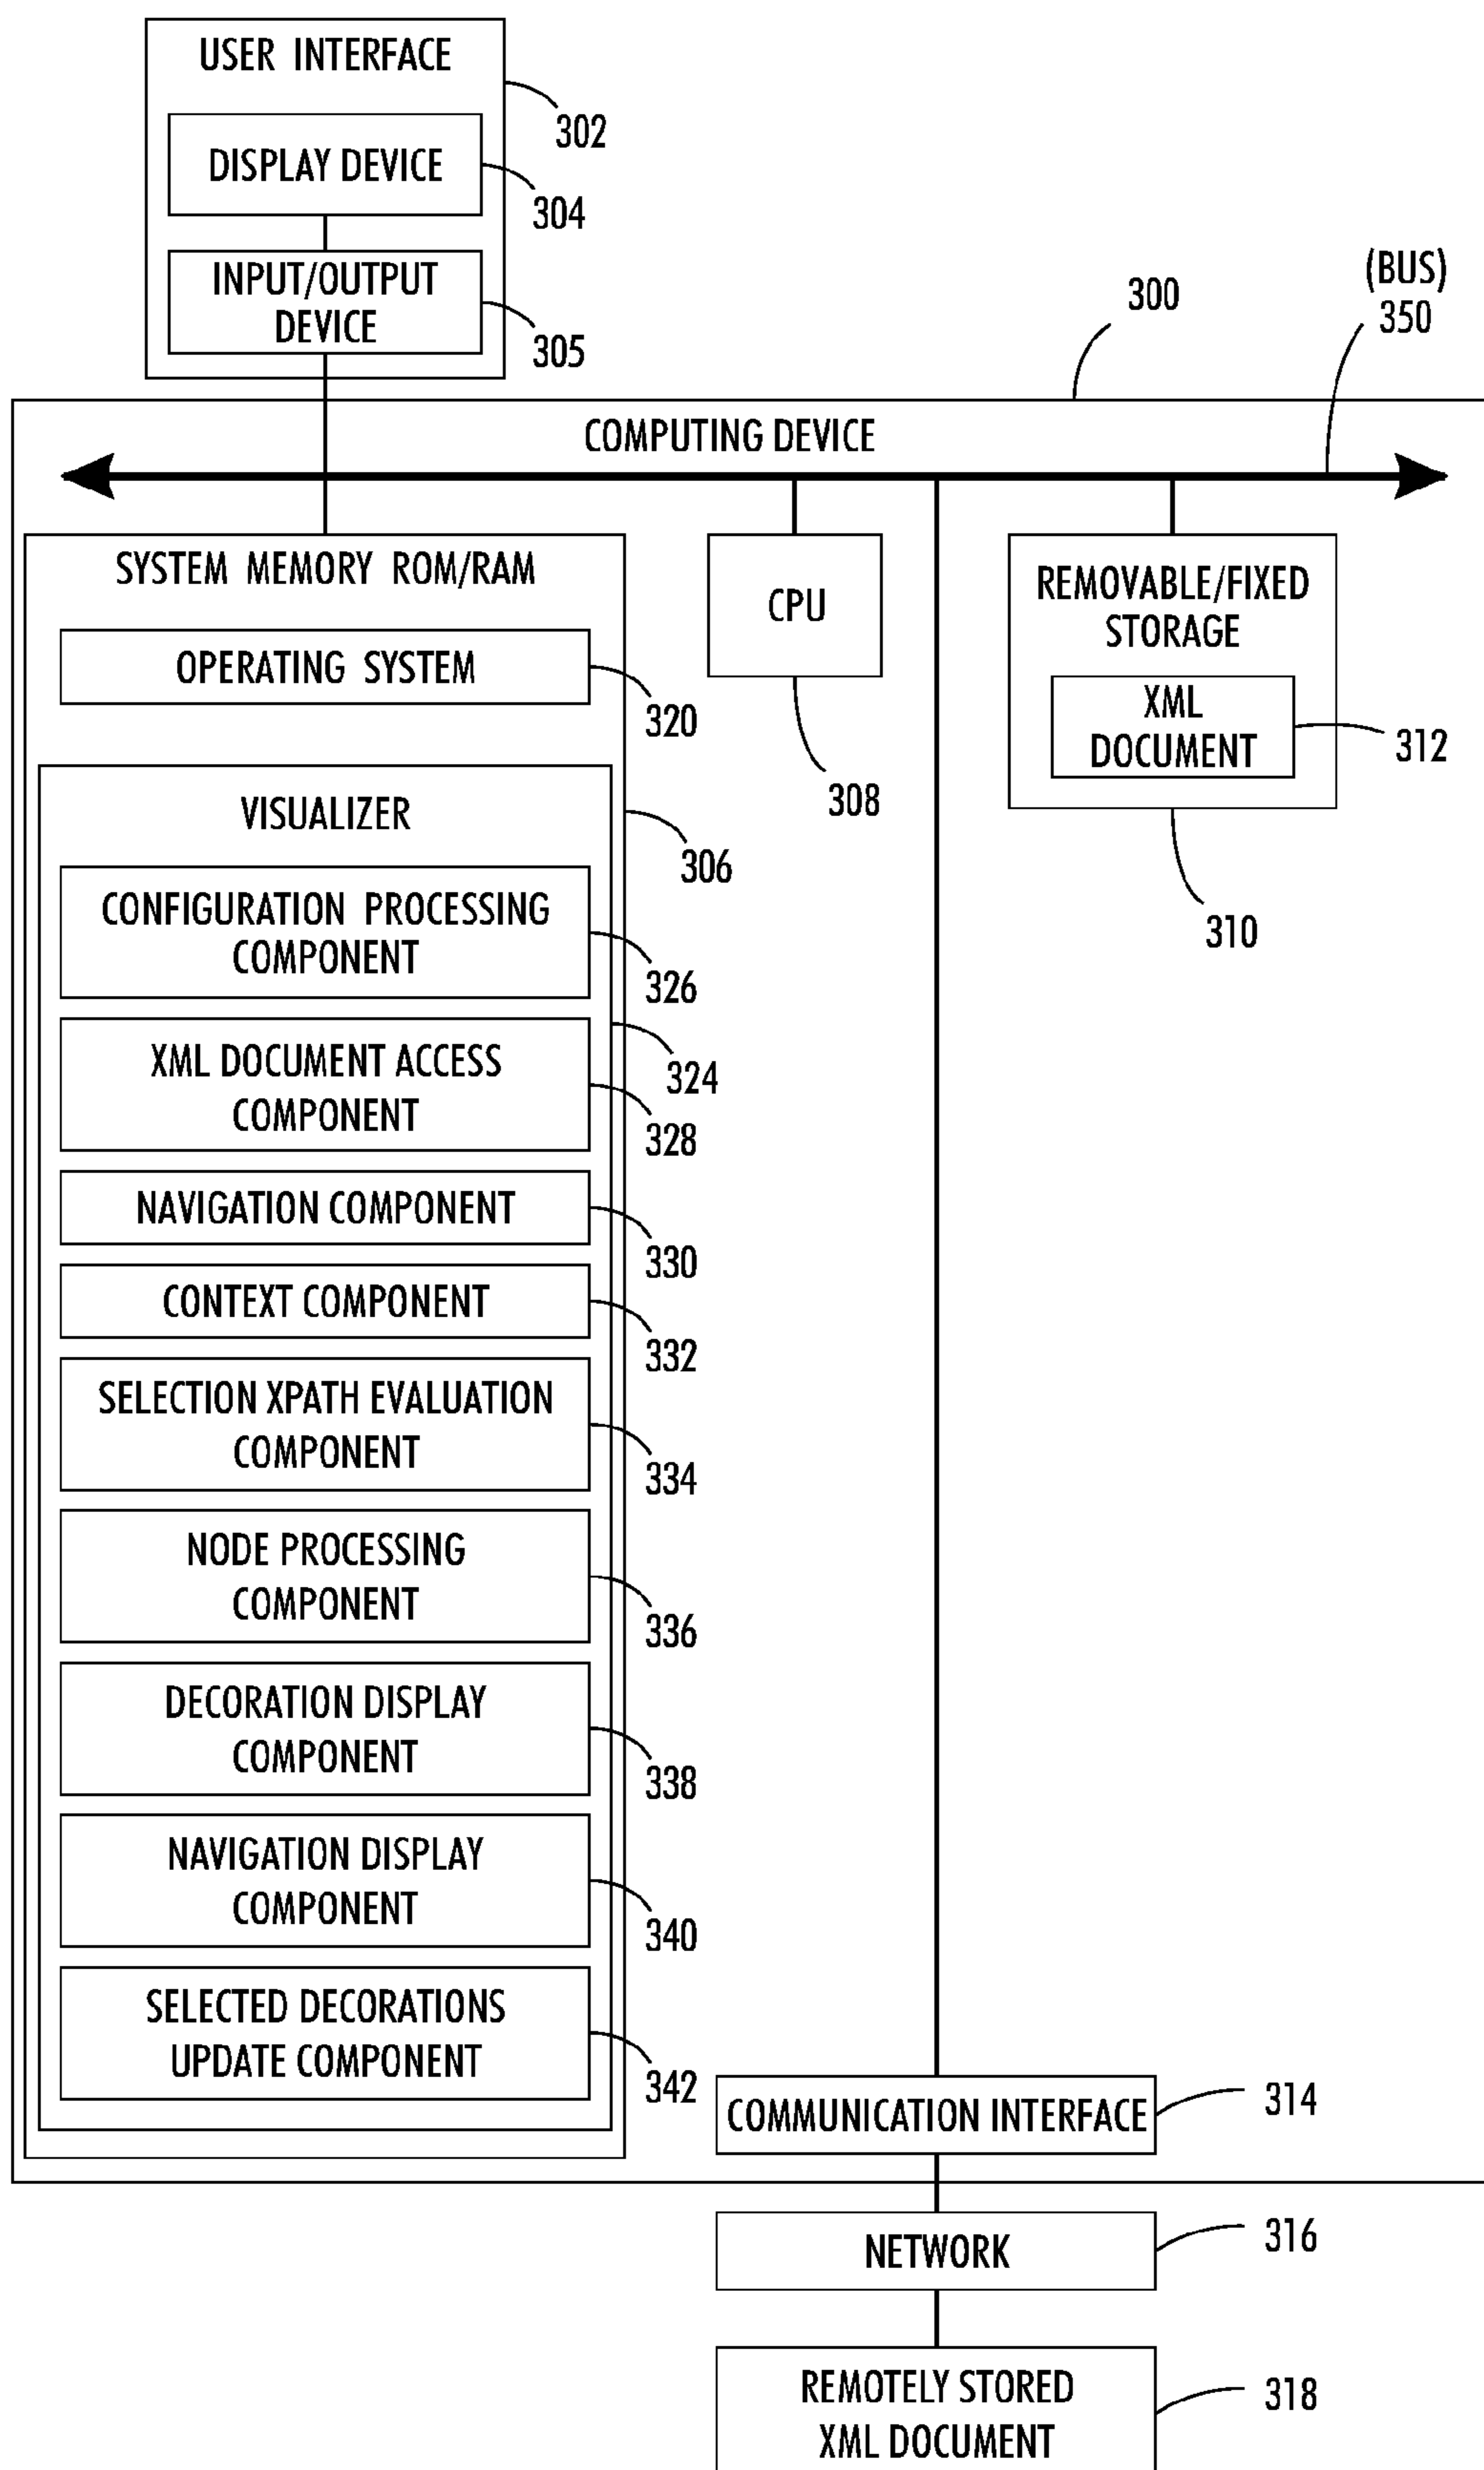 USER INTERFACE
302
DISPLAY DEVICE
304
INPUT/OUTPUT
DEVICE
305
300
(BUS)
350
COMPUTING DEVICE
SYSTEM MEMORY ROM/RAM
OPERATING SYSTEM
320
CPU
308
REMOVABLE/FIXED
STORAGE
XML
DOCUMENT
312
310
VISUALIZER
306
CONFIGURATION PROCESSING
COMPONENT
326
324
XML DOCUMENT ACCESS
COMPONENT
328
NAVIGATION COMPONENT
330
CONTEXT COMPONENT
332
SELECTION XPATH EVALUATION
COMPONENT
334
NODE PROCESSING
COMPONENT
336
DECORATION DISPLAY
COMPONENT
338
NAVIGATION DISPLAY
COMPONENT
340
SELECTED DECORATIONS
UPDATE COMPONENT
342
COMMUNICATION INTERFACE
314
NETWORK
316
REMOTELY STORED
XML DOCUMENT
318